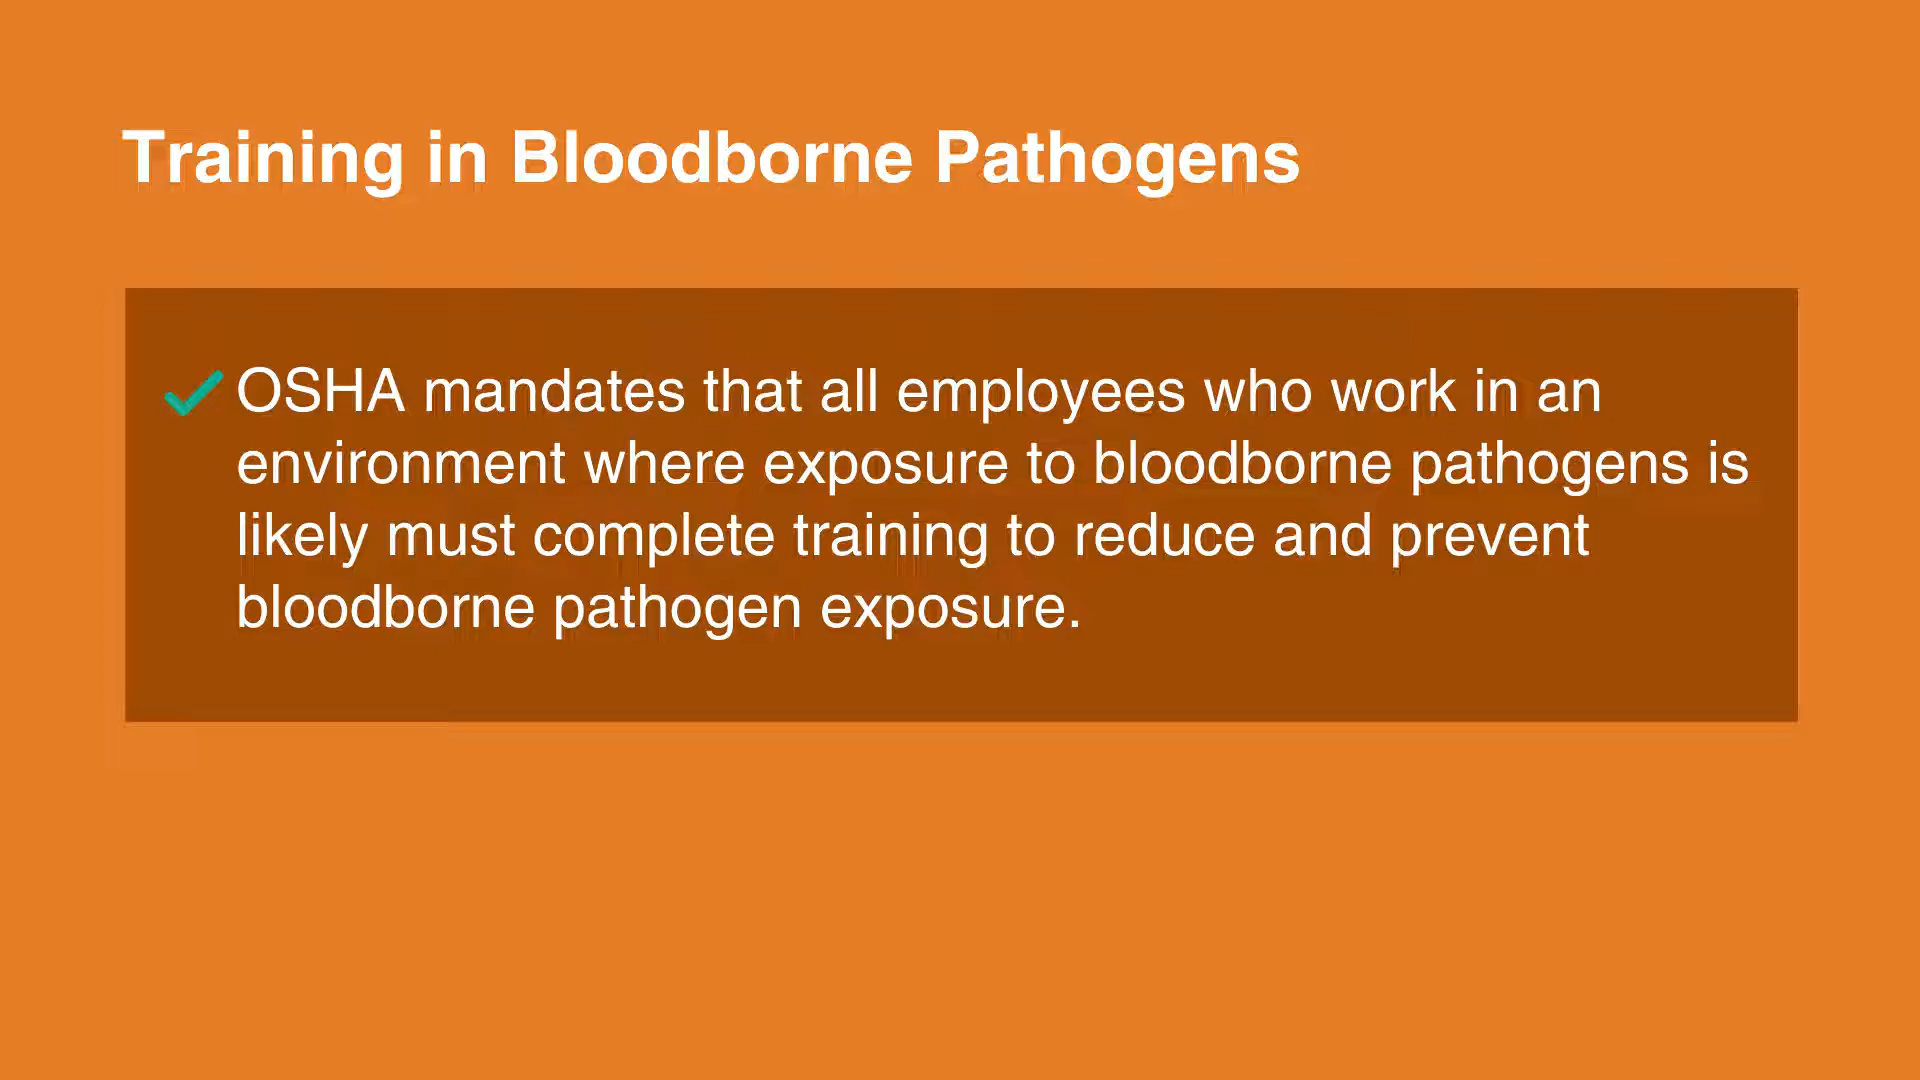 Training in Bloodborne Pathogens
OSHA mandates that all employees who work in an
environment where exposure to bloodborne pathogens is
likely must complete training to reduce and prevent
bloodborne pathogen exposure.